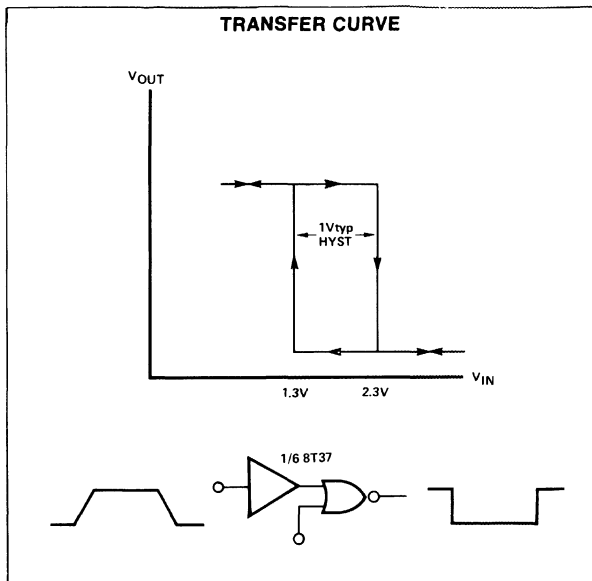 TRANSFER CURVE
VOUT
1Vtyp
HYST
VIN
1.3V 2.3V
1/6 8T37